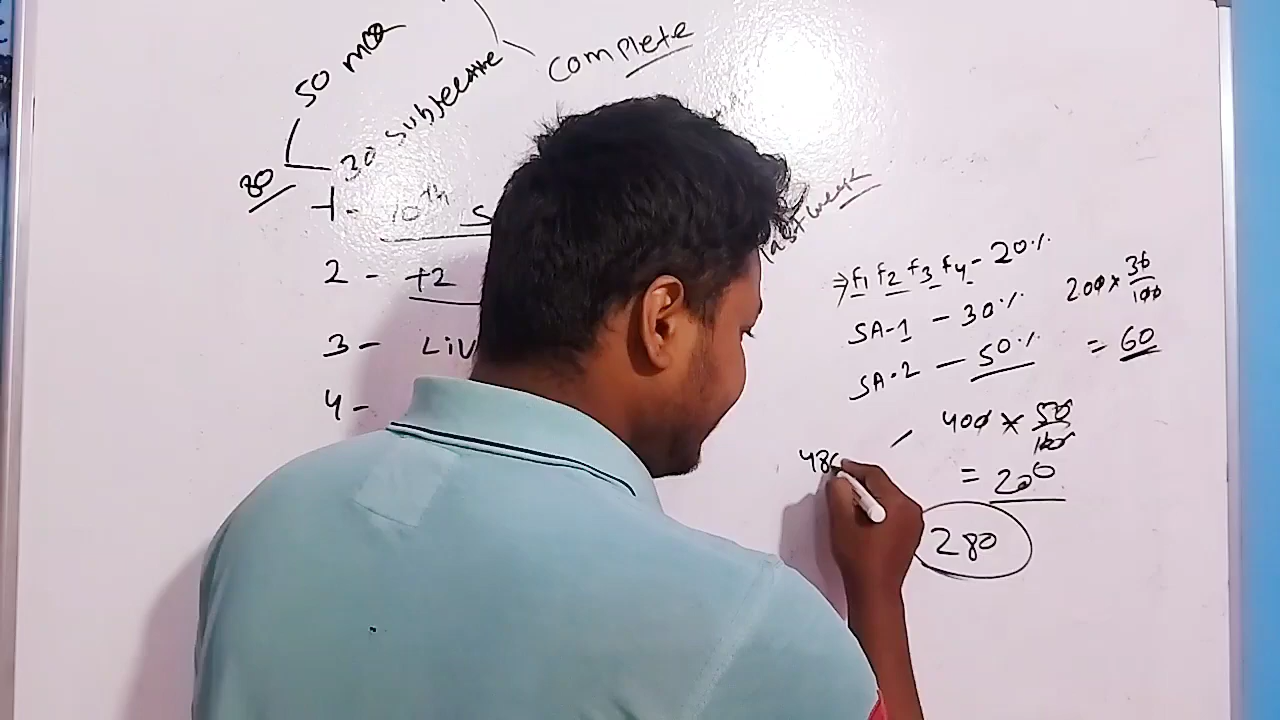 50 mcq
complete
30 subjective
80
1 - 10th S
2 - +2
3 - Liv
4 -
last week
⇒ F1 F2 F3 F4 - 20%
SA-1 - 30%
SA-2 - 50%
200 × 30/100
= 60
400 × 50/100
= 200
480
280